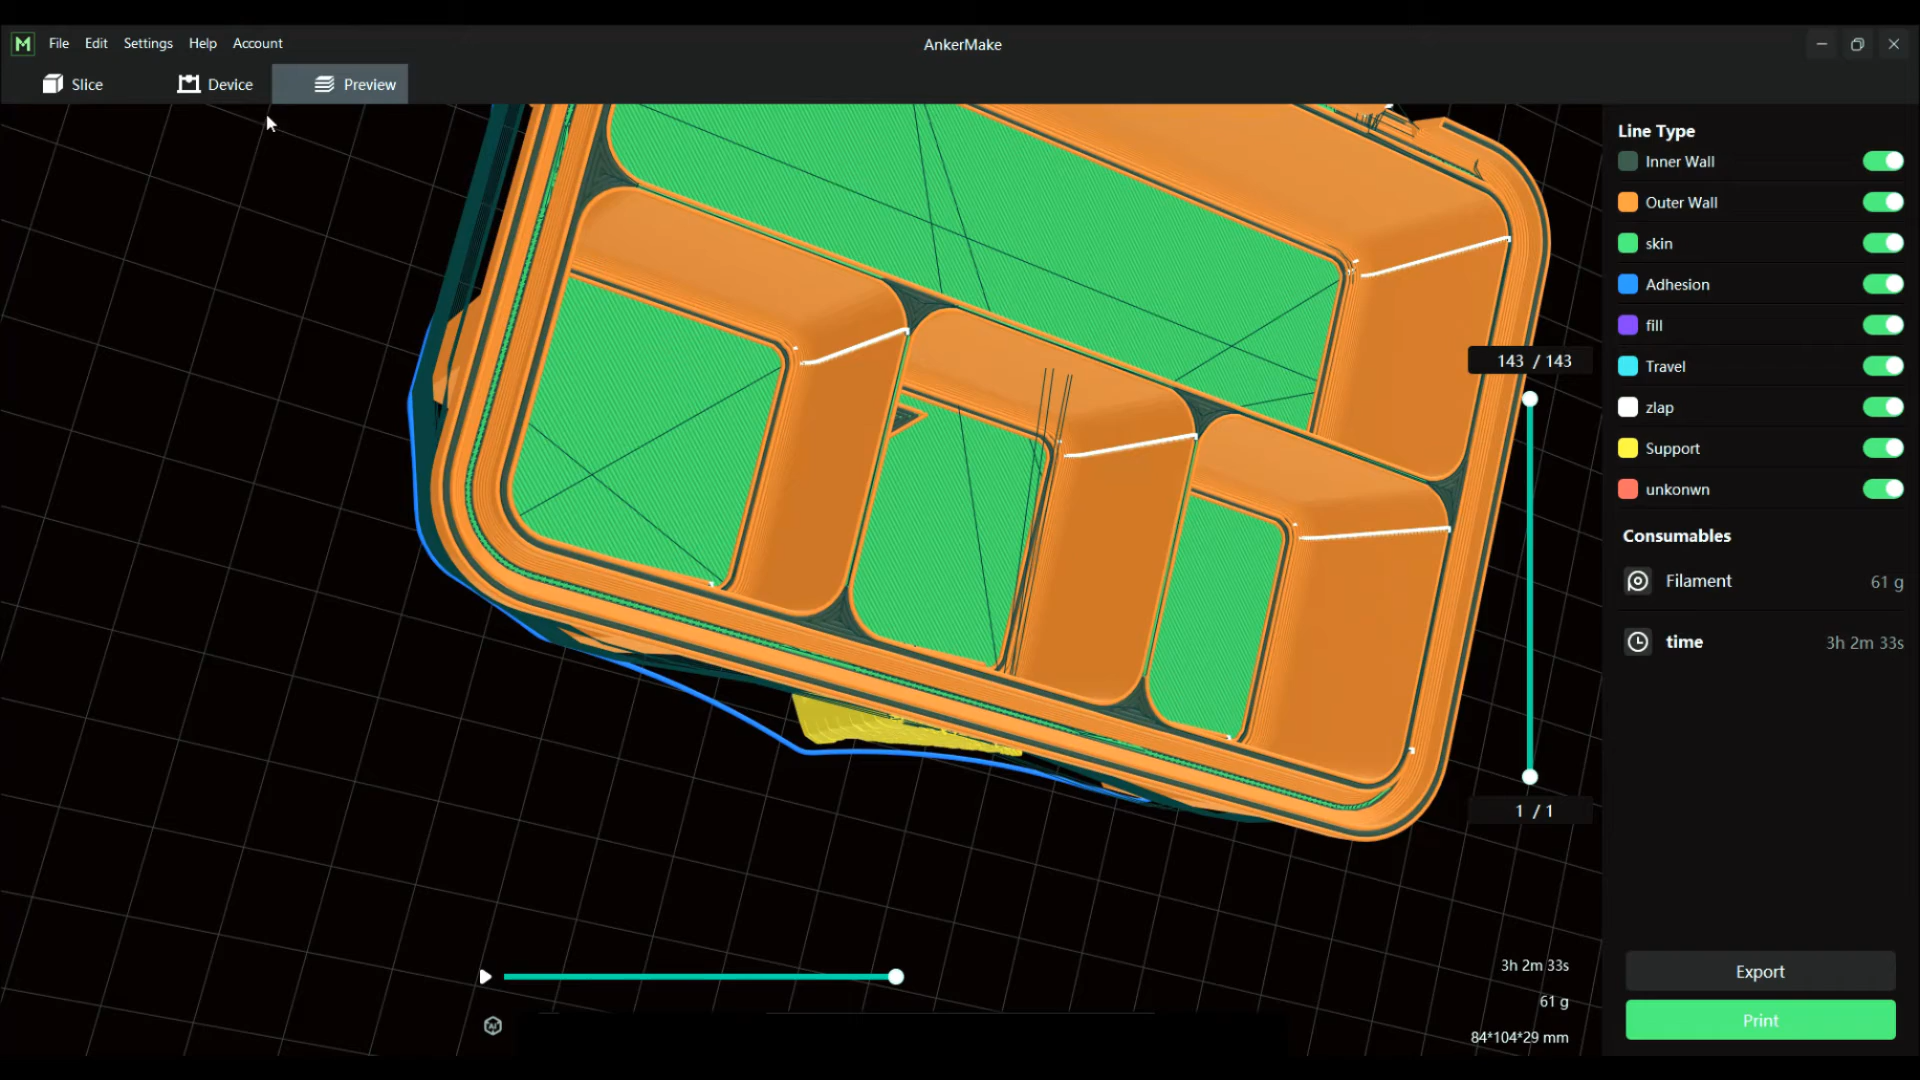 M File Edit Settings Help Account
AnkerMake
Slice Device Preview
Line Type
Inner Wall
Outer Wall
skin
Adhesion
fill
143 / 143
Travel
zlap
Support
unkonwn
Consumables
Filament 61 g
time 3h 2m 33s
1 / 1
3h 2m 33s
61 g
84*104*29 mm
Export
Print